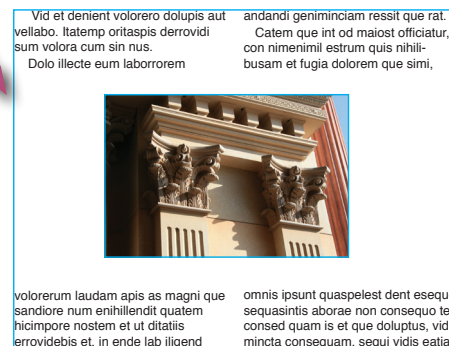 Vid et denient volorero dolupis aut
vellabo. Itatemp oritaspis derrovidi
sum volora cum sin nus.
Dolo illecte eum laborrorem
volorerum laudam apis as magni que
sandiore num enihillendit quatem
hicimpore nostem et ut ditatiis
errovidebis et, in ende lab iligend
andandi geniminciam ressit que rat.
Catem que int od maiost officiatur,
con nimenimil estrum quis nihili-
busam et fugia dolorem que simi,
omnis ipsunt quaspelest dent esequ
sequasintis aborae non consequo te
consed quam is et que doluptus, vid
mincta consequam, sequi vidis eatia